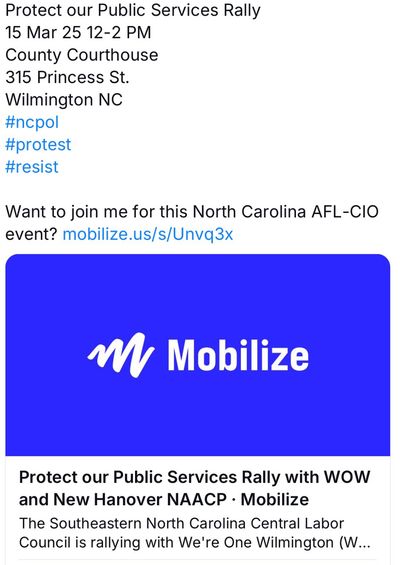 Protect our Public Services Rally
15 Mar 25 12-2 PM
County Courthouse
315 Princess St.
Wilmington NC
#ncpol
#protest
#resist
Want to join me for this North Carolina AFL-CIO
event? mobilize.us/s/Unvq3x
Mobilize
Protect our Public Services Rally with WOW
and New Hanover NAACP · Mobilize
The Southeastern North Carolina Central Labor
Council is rallying with We're One Wilmington (W...